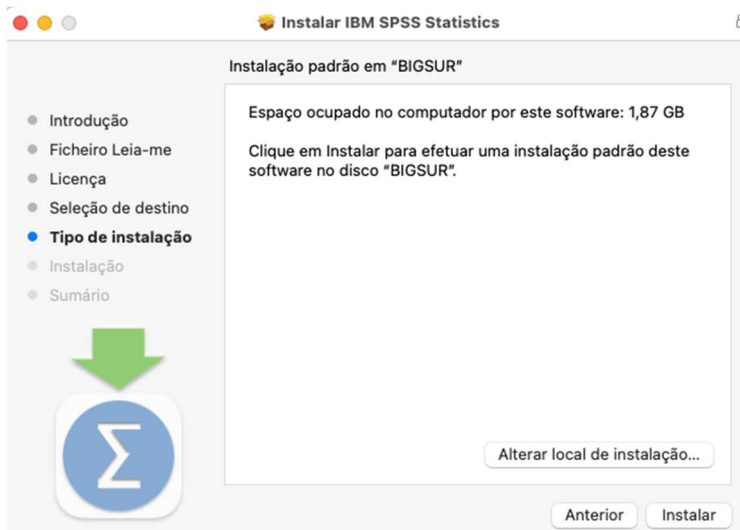 Instalar IBM SPSS Statistics
Instalação padrão em “BIGSUR”
Introdução
Ficheiro Leia-me
Licença
Seleção de destino
Tipo de instalação
Instalação
Sumário
Espaço ocupado no computador por este software: 1,87 GB
Clique em Instalar para efetuar uma instalação padrão deste
software no disco “BIGSUR”.
Σ
Alterar local de instalação...
Anterior
Instalar